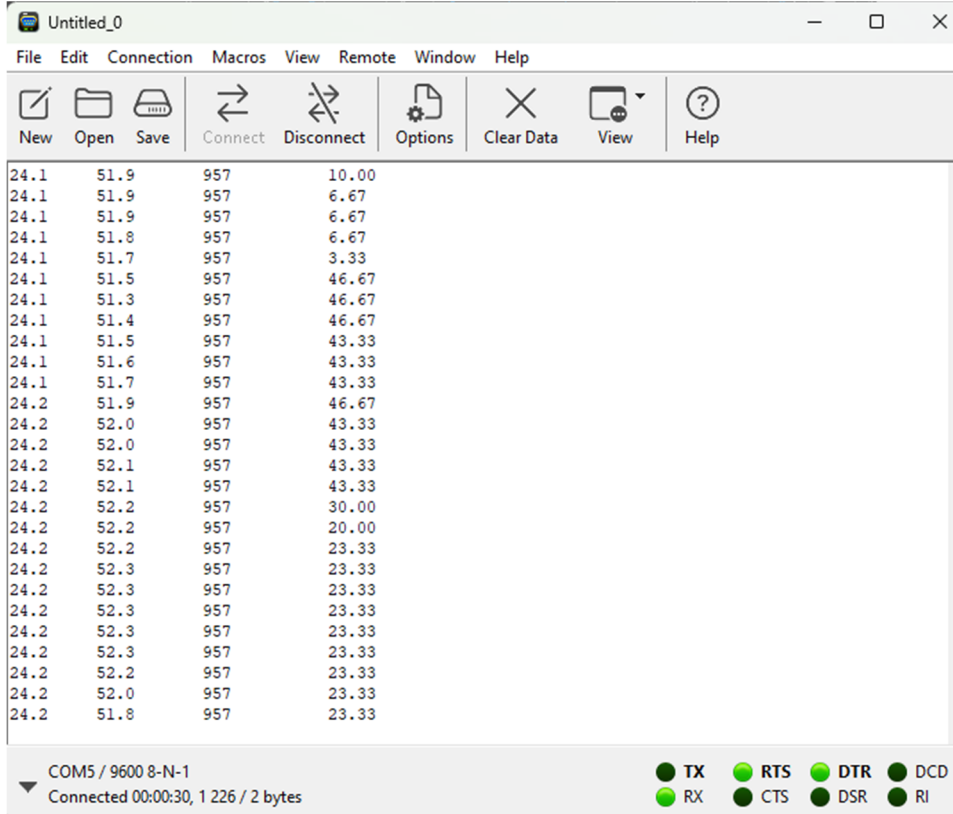 Untitled_0
File Edit Connection Macros View Remote Window Help
New Open Save Connect Disconnect Options Clear Data View Help
24.1 51.9 957 10.00
24.1 51.9 957 6.67
24.1 51.9 957 6.67
24.1 51.8 957 6.67
24.1 51.7 957 3.33
24.1 51.5 957 46.67
24.1 51.3 957 46.67
24.1 51.4 957 46.67
24.1 51.5 957 43.33
24.1 51.6 957 43.33
24.1 51.7 957 43.33
24.2 51.9 957 46.67
24.2 52.0 957 43.33
24.2 52.0 957 43.33
24.2 52.1 957 43.33
24.2 52.1 957 43.33
24.2 52.2 957 30.00
24.2 52.2 957 20.00
24.2 52.2 957 23.33
24.2 52.3 957 23.33
24.2 52.3 957 23.33
24.2 52.3 957 23.33
24.2 52.3 957 23.33
24.2 52.3 957 23.33
24.2 52.2 957 23.33
24.2 52.0 957 23.33
24.2 51.8 957 23.33
COM5 / 9600 8-N-1 TX RTS DTR DCD
Connected 00:00:30, 1 226 / 2 bytes RX CTS DSR RI